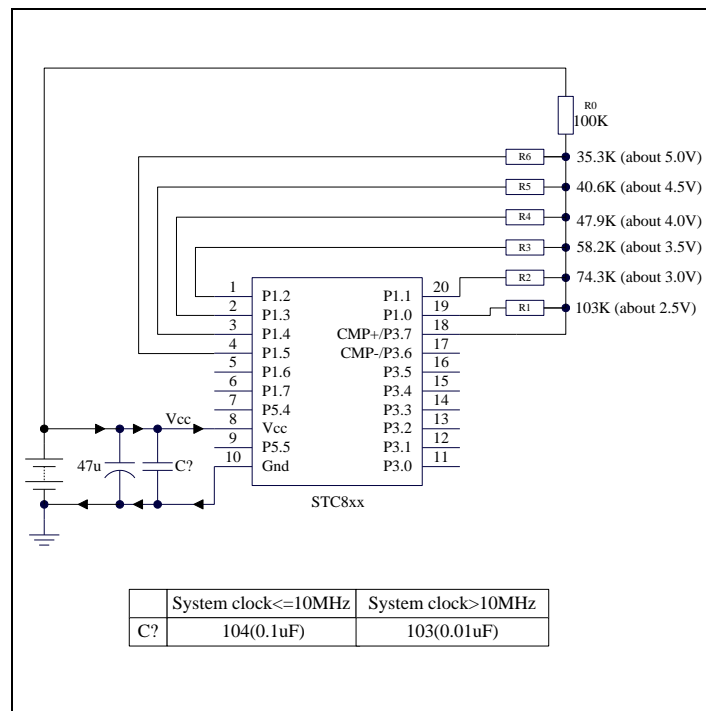 R0
100K
R6 35.3K (about 5.0V)
R5 40.6K (about 4.5V)
R4 47.9K (about 4.0V)
R3 58.2K (about 3.5V)
R2 74.3K (about 3.0V)
R1 103K (about 2.5V)
1 P1.2 P1.1 20
2 P1.3 P1.0 19
3 P1.4 CMP+/P3.7 18
4 P1.5 CMP-/P3.6 17
5 P1.6 P3.5 16
6 P1.7 P3.4 15
7 P5.4 P3.3 14
Vcc 8 Vcc P3.2 13
9 P5.5 P3.1 12
10 Gnd P3.0 11
47u C?
STC8xx
System clock<=10MHz System clock>10MHz
C? 104(0.1uF) 103(0.01uF)